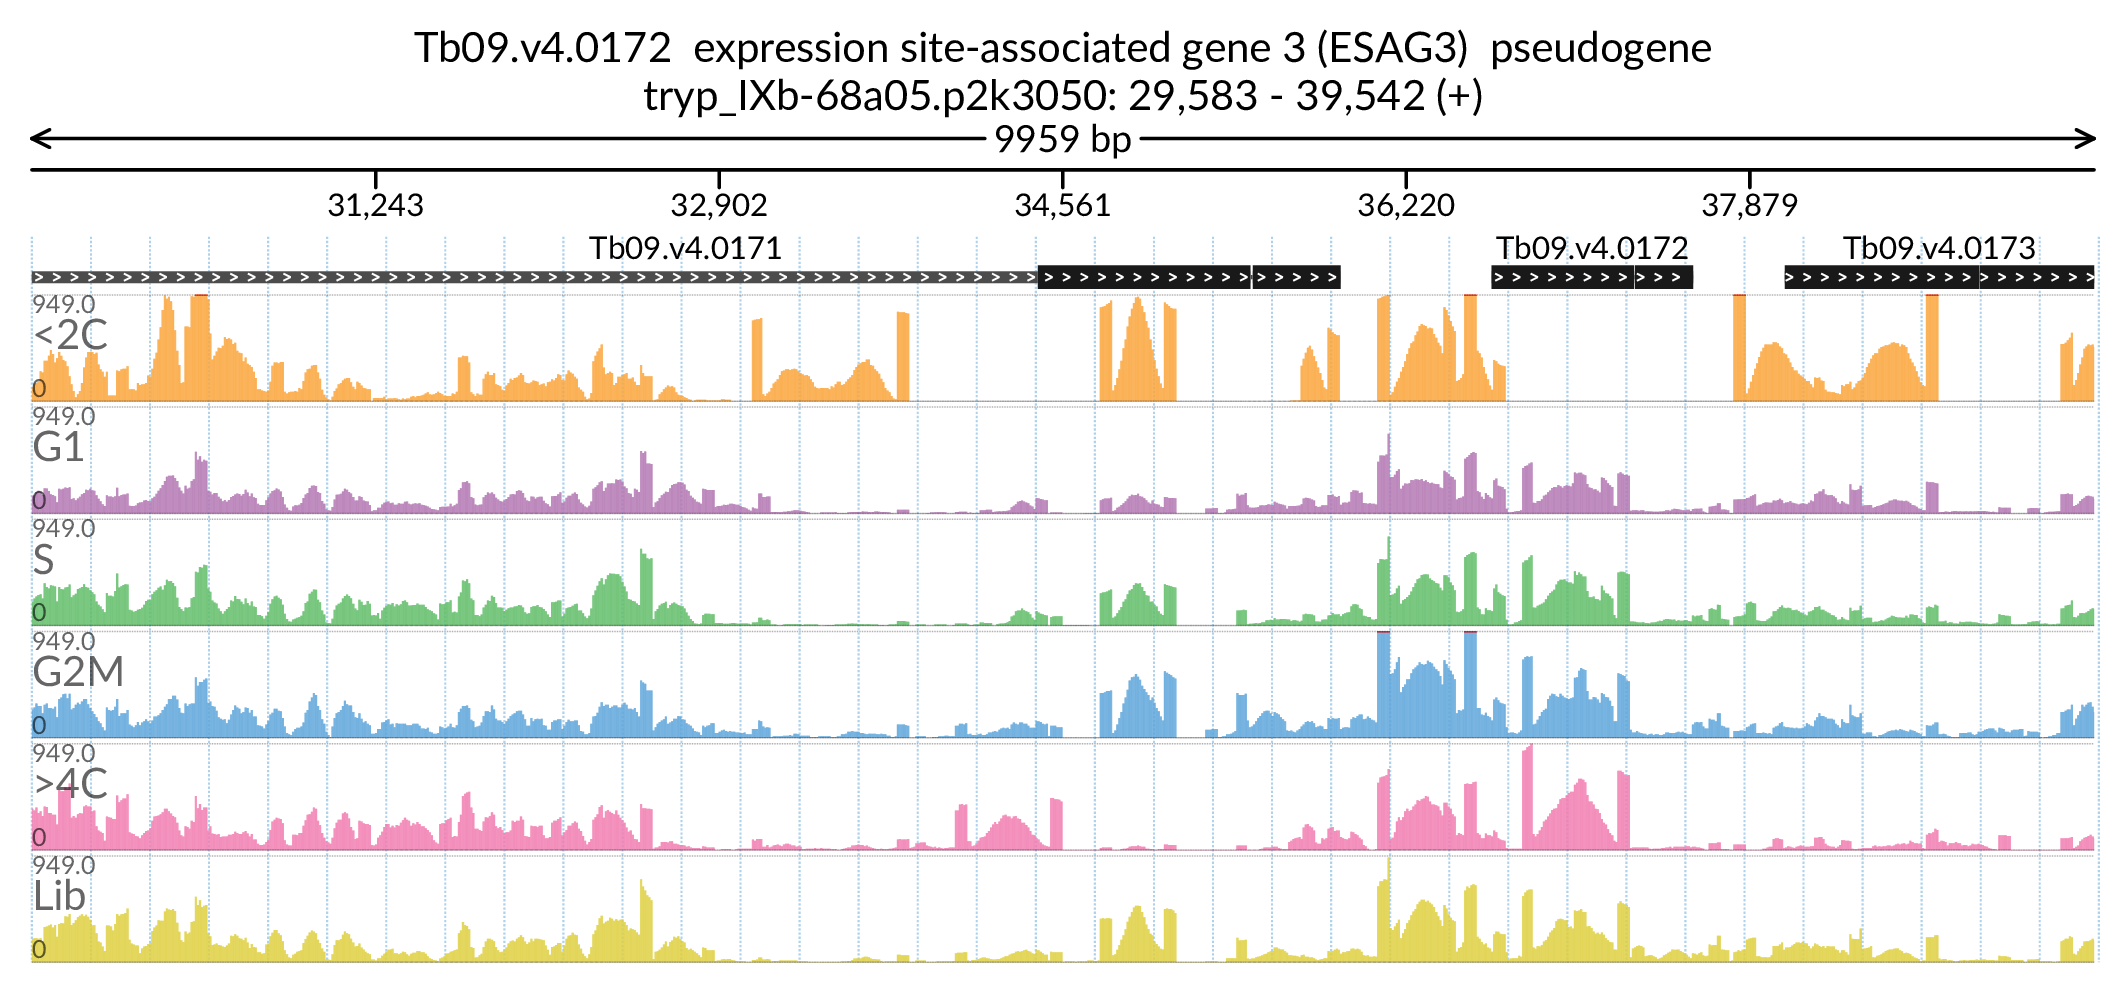 Tb09.v4.0172 expression site-associated gene 3 (ESAG3) pseudogene
tryp_IXb-68a05.p2k3050: 29,583 - 39,542 (+)
9959 bp
31,243 32,902 34,561 36,220 37,879
Tb09.v4.0171 Tb09.v4.0172 Tb09.v4.0173
949.0
<2C
0
949.0
G1
0
949.0
S
0
949.0
G2M
0
949.0
>4C
0
949.0
Lib
0